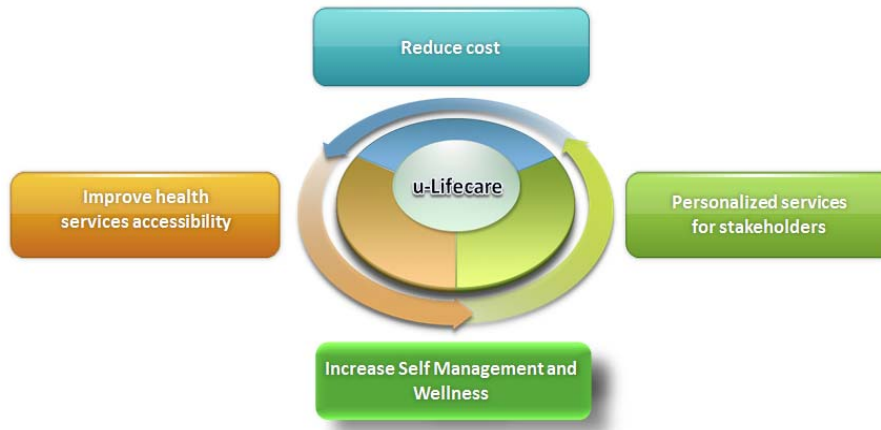 Reduce cost
Improve health
services accessibility
u-Lifecare
Personalized services
for stakeholders
Increase Self Management and
Wellness